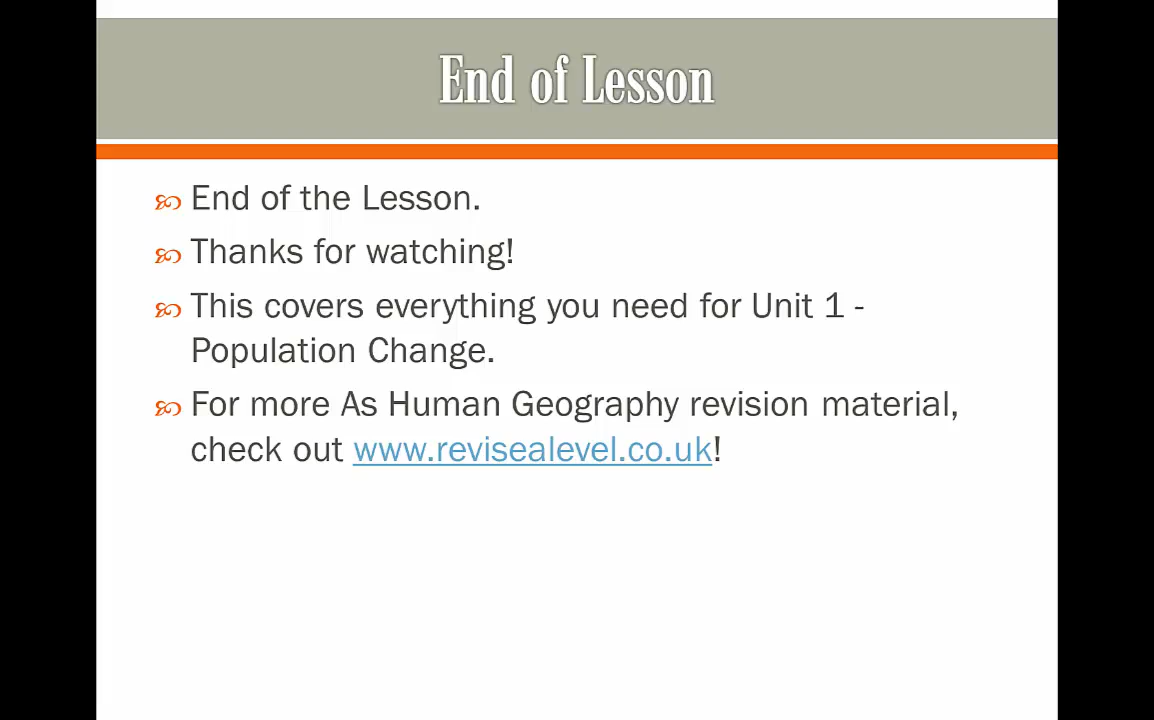 End of Lesson
End of the Lesson.
Thanks for watching!
This covers everything you need for Unit 1 -
Population Change.
For more As Human Geography revision material,
check out www.revisealevel.co.uk!